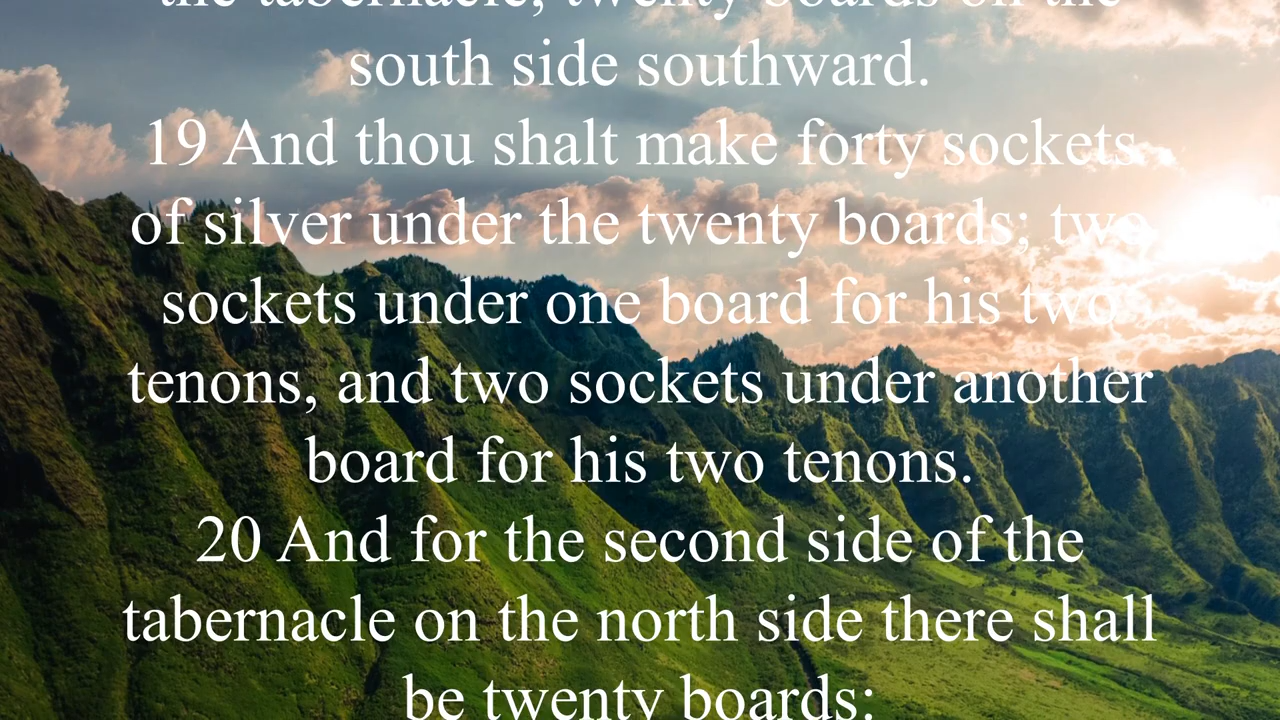 the tabernacle, twenty boards on the
south side southward.
19 And thou shalt make forty sockets
of silver under the twenty boards; two
sockets under one board for his two
tenons, and two sockets under another
board for his two tenons.
20 And for the second side of the
tabernacle on the north side there shall
be twenty boards: